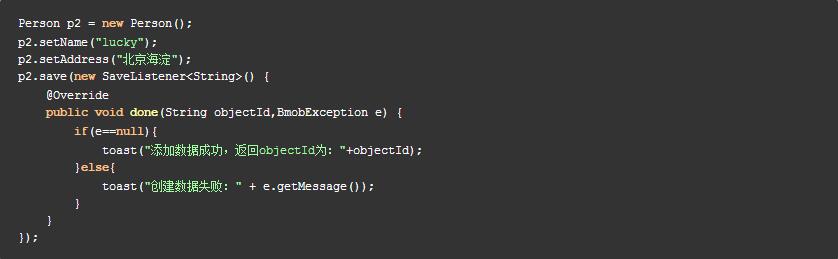 Person p2 = new Person();
p2.setName("lucky");
p2.setAddress("北京海淀");
p2.save(new SaveListener<String>() {
    @Override
    public void done(String objectId,BmobException e) {
        if(e==null){
            toast("添加数据成功，返回objectId为："+objectId);
        }else{
            toast("创建数据失败：" + e.getMessage());
        }
    }
});